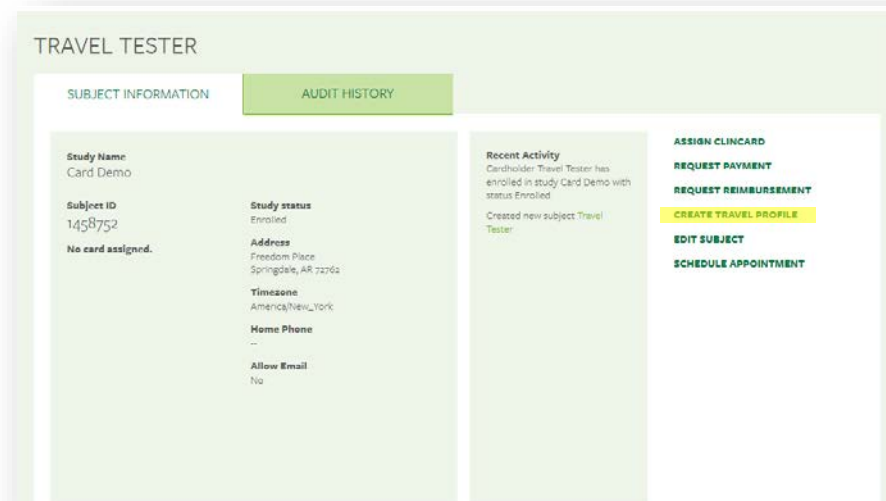 TRAVEL TESTER
SUBJECT INFORMATION
AUDIT HISTORY
Study Name
Card Demo
Subject ID
1458752
No card assigned.
Study status
Enrolled
Address
Freedom Place
Springdale, AR 72762
Timezone
America/New_York
Home Phone
--
Allow Email
No
Recent Activity
Cardholder Travel Tester has
enrolled in study Card Demo with
status Enrolled
Created new subject Travel
Tester
ASSIGN CLINCARD
REQUEST PAYMENT
REQUEST REIMBURSEMENT
CREATE TRAVEL PROFILE
EDIT SUBJECT
SCHEDULE APPOINTMENT